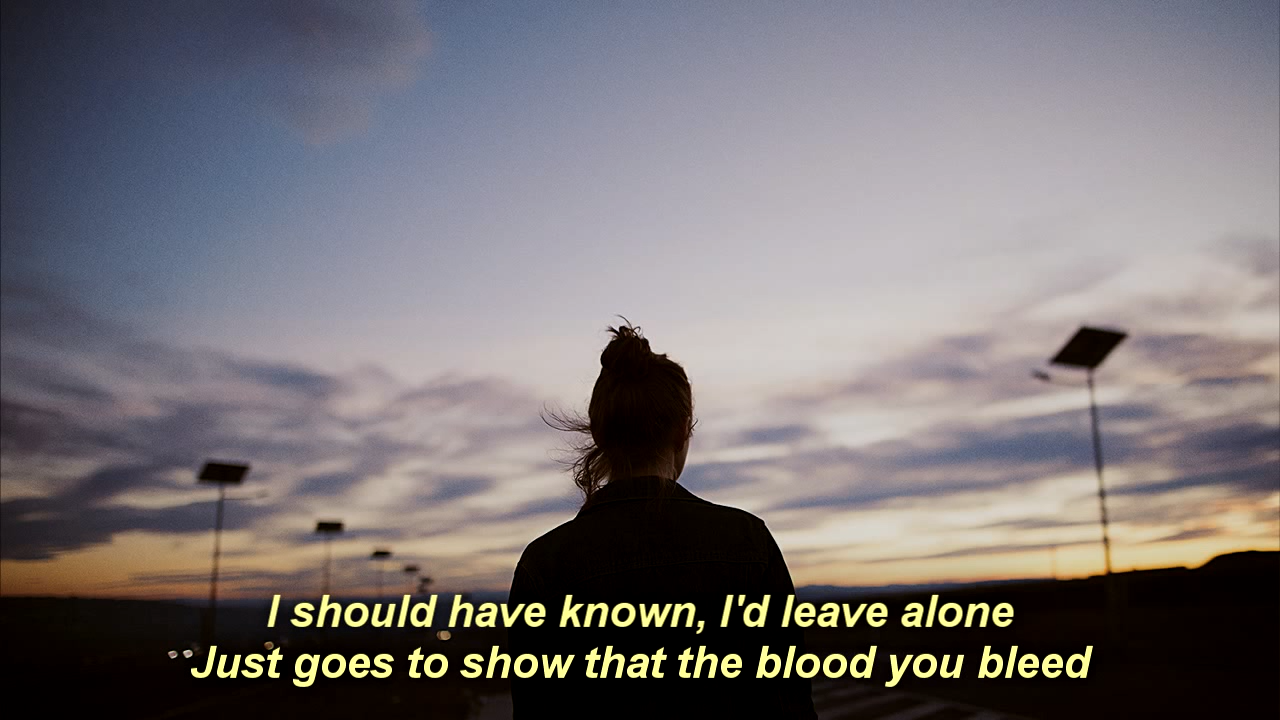 I should have known, I'd leave alone
Just goes to show that the blood you bleed